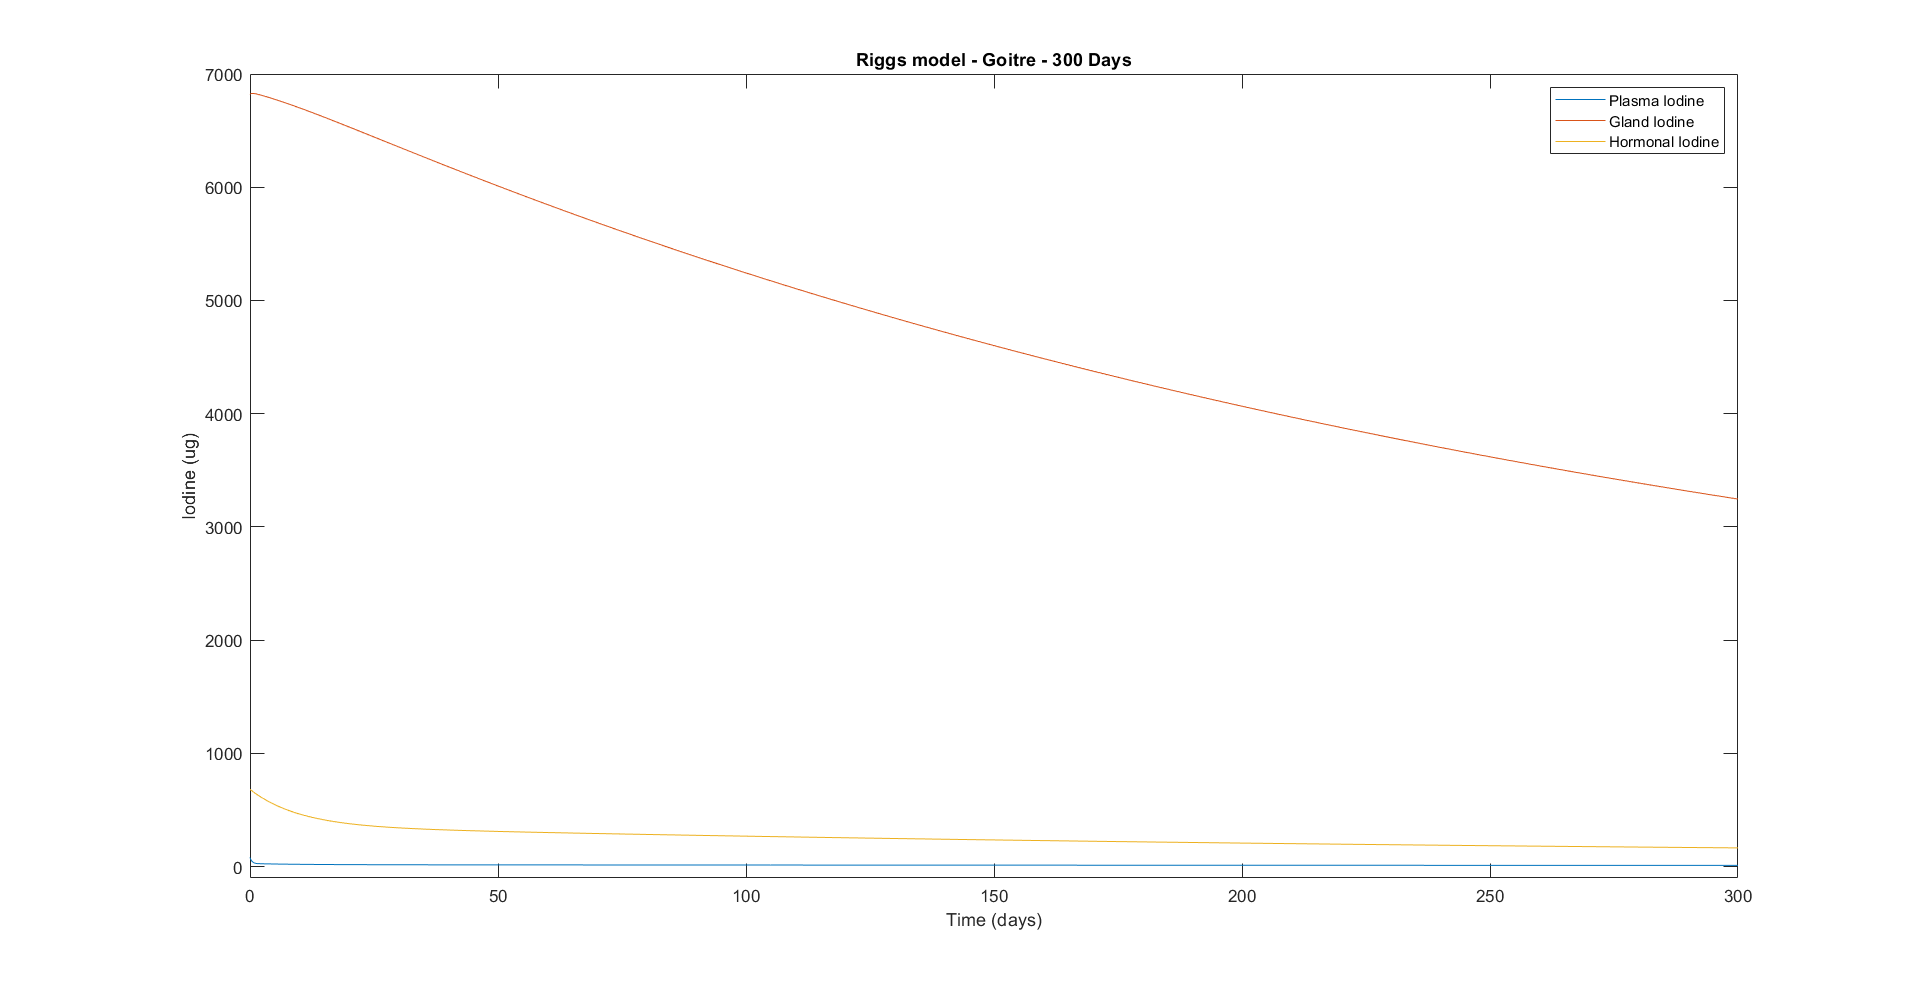 Riggs model - Goitre - 300 Days
7000
6000
5000
4000
3000
2000
1000
0
Iodine (ug)
Plasma Iodine
Gland Iodine
Hormonal Iodine
0 50 100 150 200 250 300
Time (days)